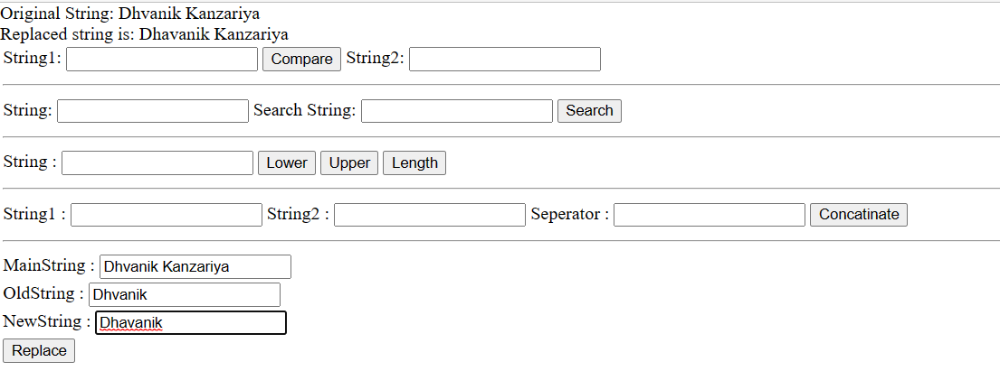 Original String: Dhvanik Kanzariya
Replaced string is: Dhavanik Kanzariya
String1: Compare String2:
String: Search String: Search
String : Lower Upper Length
String1 : String2 : Seperator : Concatinate
MainString : Dhvanik Kanzariya
OldString : Dhvanik
NewString : Dhavanik
Replace